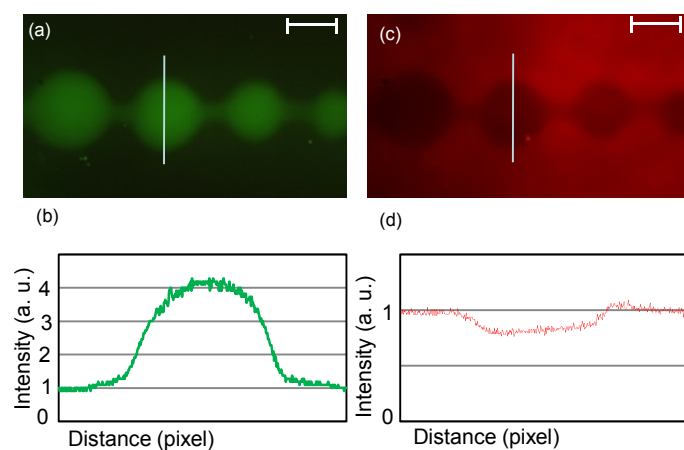 (a)
(c)
(b)
(d)
Intensity (a. u.)
4
3
2
1
0
Distance (pixel)
Intensity (a. u.)
1
0
Distance (pixel)